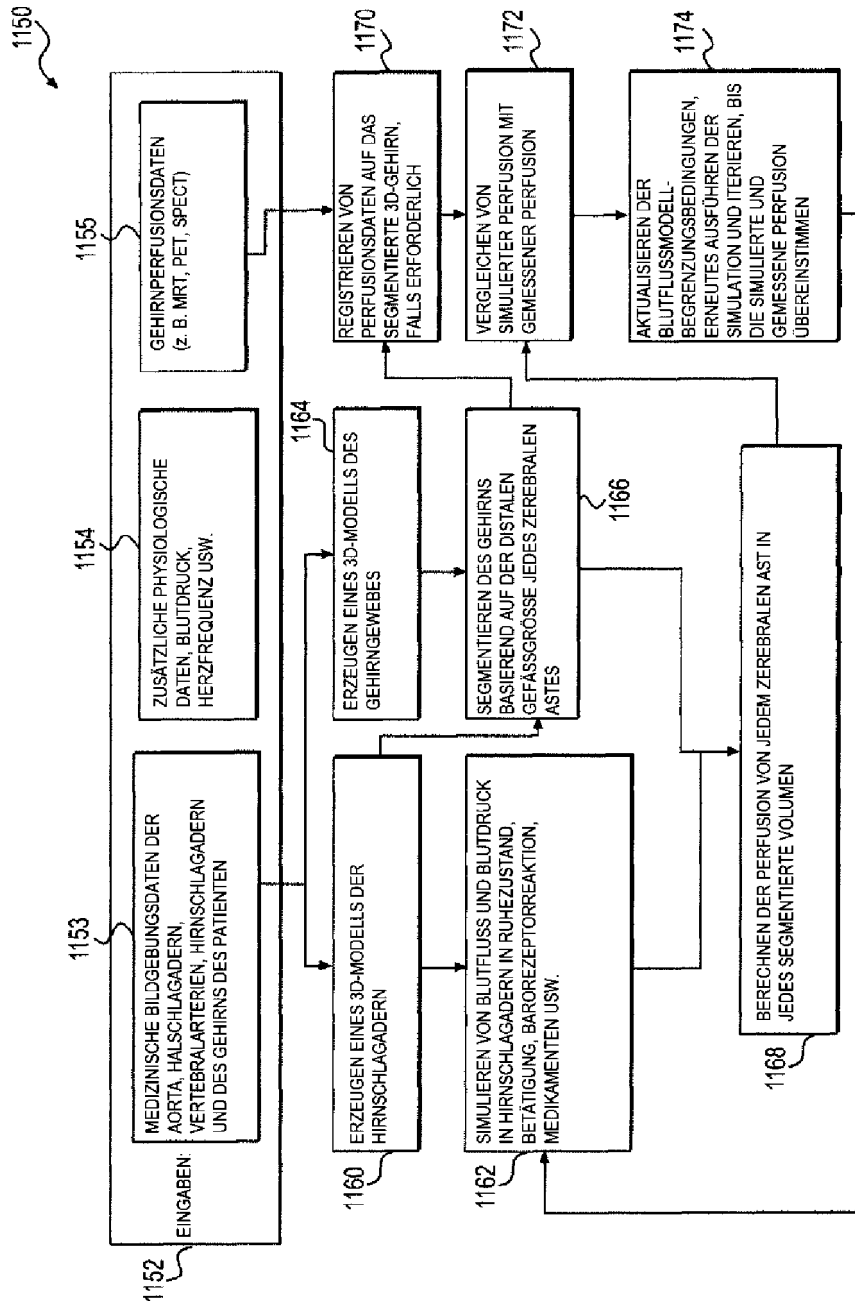 1150
1152
EINGABEN:
1153
MEDIZINISCHE BILDGEBUNGSDATEN DER
AORTA, HALSCHLAGADERN,
VERTEBRALARTERIEN, HIRNSCHLAGADERN
UND DES GEHIRNS DES PATIENTEN
1154
ZUSÄTZLICHE PHYSIOLOGISCHE
DATEN, BLUTDRUCK,
HERZFREQUENZ USW.
1155
GEHIRNPERFUSIONSDATEN
(z. B. MRT, PET, SPECT)
1160
ERZEUGEN EINES 3D-MODELLS DER
HIRNSCHLAGADERN
1164
ERZEUGEN EINES 3D-MODELLS DES
GEHIRNGEWEBES
1170
REGISTRIEREN VON
PERFUSIONSDATEN AUF DAS
SEGMENTIERTE 3D-GEHIRN,
FALLS ERFORDERLICH
1162
SIMULIEREN VON BLUTFLUSS UND BLUTDRUCK
IN HIRNSCHLAGADERN IN RUHEZUSTAND,
BETÄTIGUNG, BAROREZEPTORREAKTION,
MEDIKAMENTEN USW.
1166
SEGMENTIEREN DES GEHIRNS
BASIEREND AUF DER DISTALEN
GEFÄSSGRÖSSE JEDES ZEREBRALEN
ASTES
1172
VERGLEICHEN VON
SIMULIERTER PERFUSION MIT
GEMESSENER PERFUSION
1168
BERECHNEN DER PERFUSION VON JEDEM ZEREBRALEN AST IN
JEDES SEGMENTIERTE VOLUMEN
1174
AKTUALISIEREN DER
BLUTFLUSSMODELL-
BEGRENZUNGSBEDINGUNGEN,
ERNEUTES AUSFÜHREN DER
SIMULATION UND ITERIEREN, BIS
DIE SIMULIERTE UND
GEMESSENE PERFUSION
ÜBEREINSTIMMEN